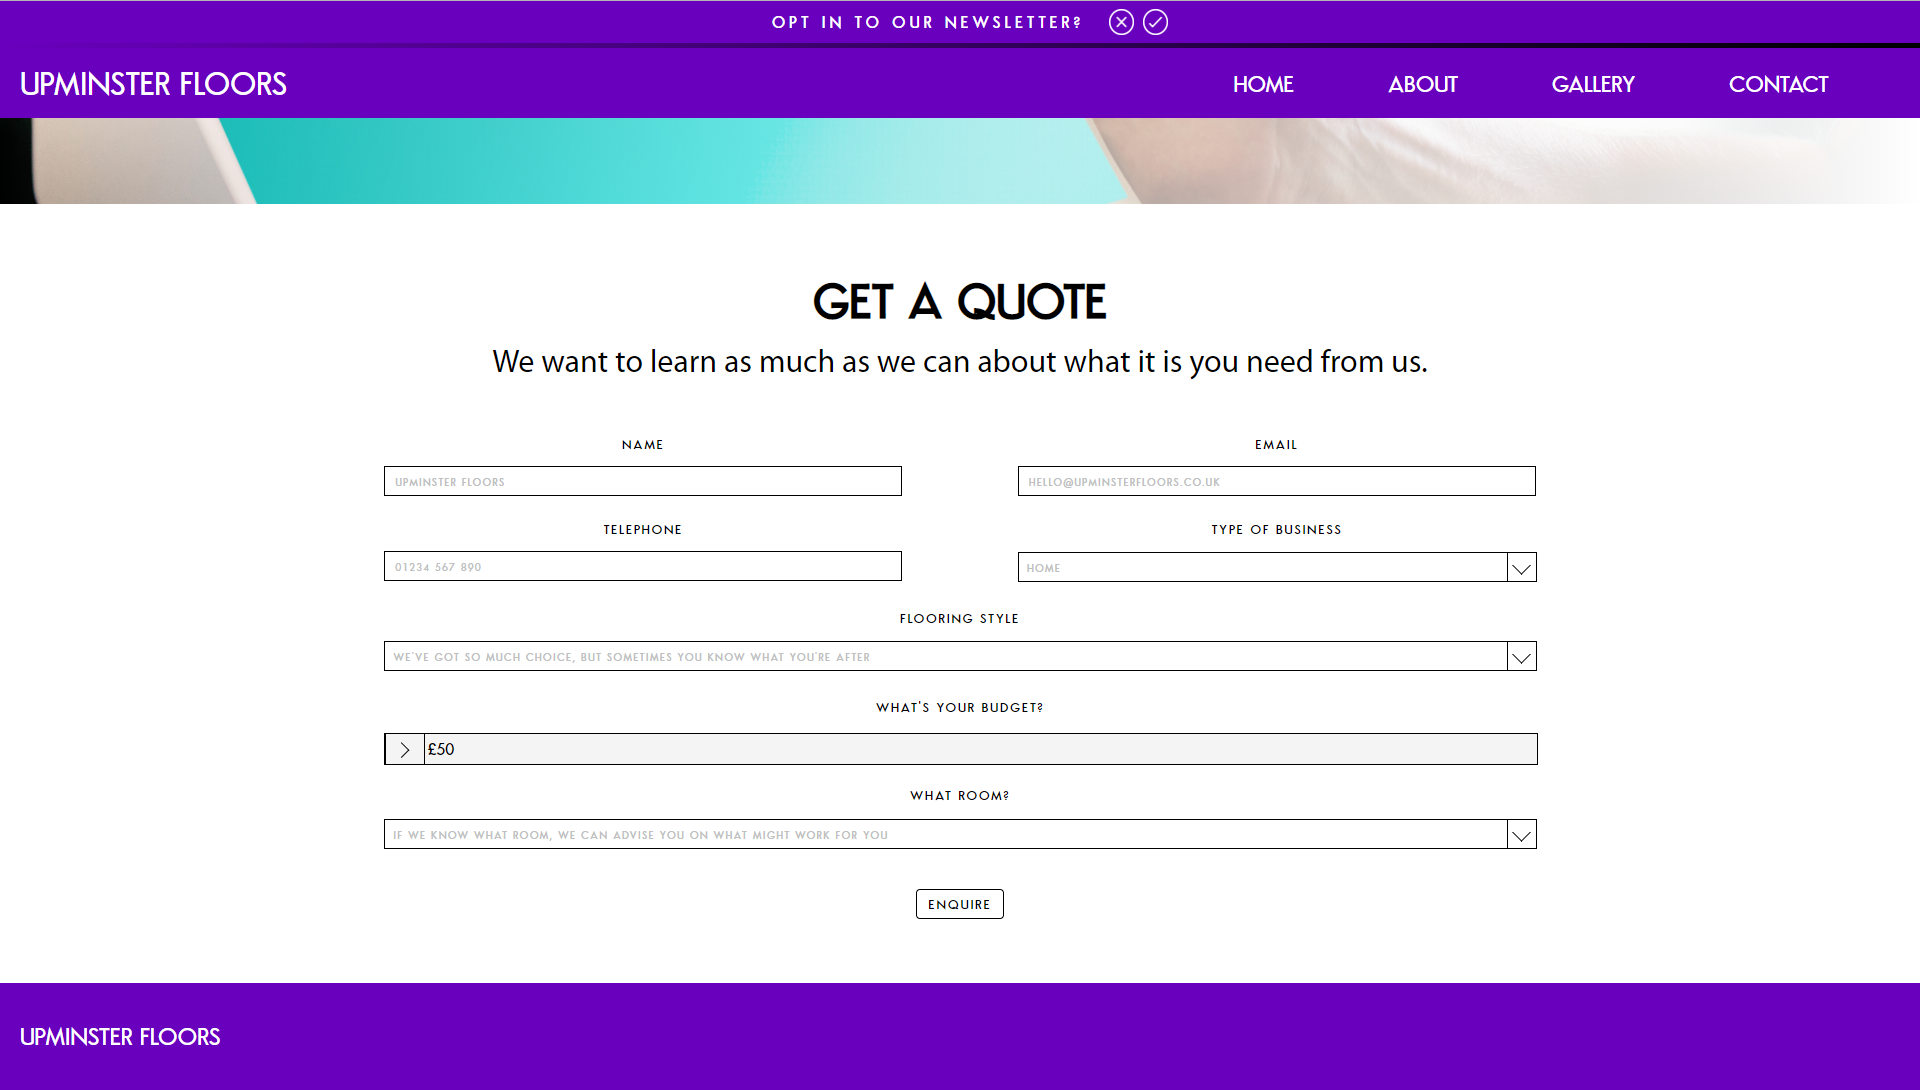 OPT IN TO OUR NEWSLETTER?
UPMINSTER FLOORS
HOME
ABOUT
GALLERY
CONTACT
GET A QUOTE
We want to learn as much as we can about what it is you need from us.
NAME
EMAIL
UPMINSTER FLOORS
HELLO@UPMINSTERFLOORS.CO.UK
TELEPHONE
TYPE OF BUSINESS
01234 567 890
HOME
FLOORING STYLE
WE'VE GOT SO MUCH CHOICE, BUT SOMETIMES YOU KNOW WHAT YOU'RE AFTER
WHAT'S YOUR BUDGET?
£50
WHAT ROOM?
IF WE KNOW WHAT ROOM, WE CAN ADVISE YOU ON WHAT MIGHT WORK FOR YOU
ENQUIRE
UPMINSTER FLOORS